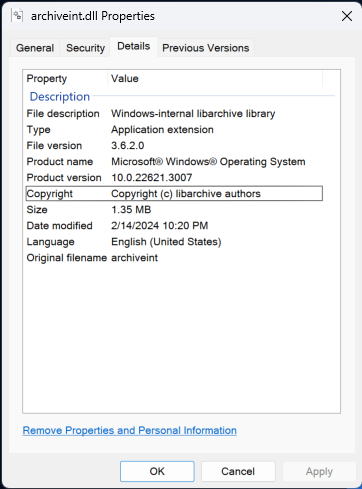 archiveint.dll Properties
General Security Details Previous Versions
Property Value
Description
File description Windows-internal libarchive library
Type Application extension
File version 3.6.2.0
Product name Microsoft® Windows® Operating System
Product version 10.0.22621.3007
Copyright Copyright (c) libarchive authors
Size 1.35 MB
Date modified 2/14/2024 10:20 PM
Language English (United States)
Original filename archiveint
Remove Properties and Personal Information
OK Cancel Apply